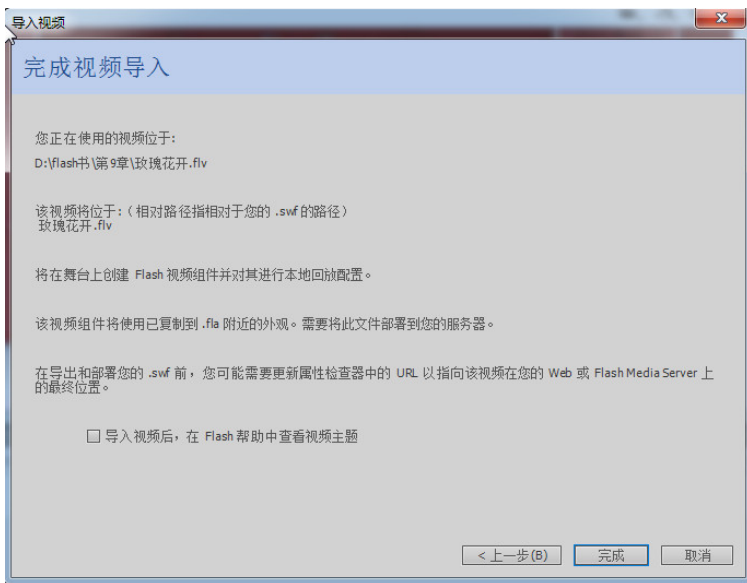 导入视频
完成视频导入
您正在使用的视频位于:
D:\flash书\第9章\玫瑰花开.flv
该视频将位于:(相对路径指相对于您的 .swf 的路径)
玫瑰花开.flv
将在舞台上创建 Flash 视频组件并对其进行本地回放配置。
该视频组件将使用已复制到 .fla 附近的外观。需要将此文件部署到您的服务器。
在导出和部署您的 .swf 前，您可能需要更新属性检查器中的 URL 以指向该视频在您的 Web 或 Flash Media Server 上
的最终位置。
导入视频后，在 Flash 帮助中查看视频主题
<上一步(B) 完成 取消